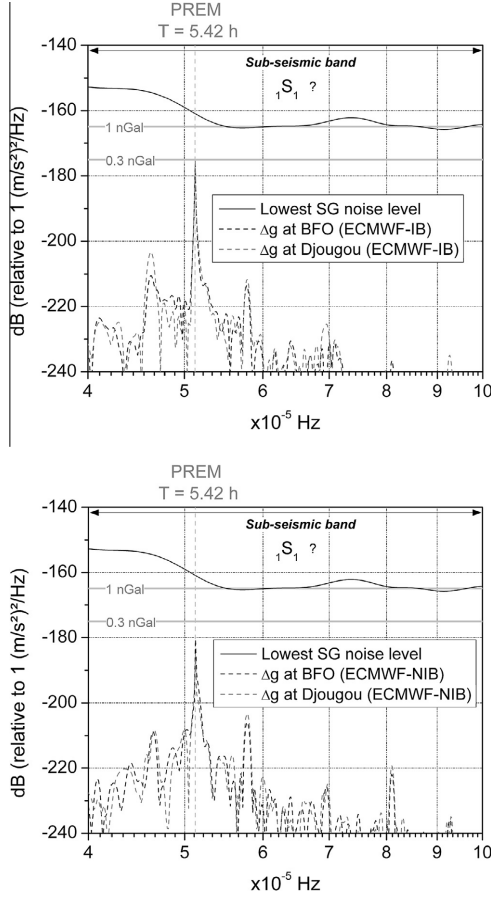 PREM
T = 5.42 h
-140
Sub-seismic band
₁S₁ ?
-160
1 nGal
0.3 nGal
-180
Lowest SG noise level
Δg at BFO (ECMWF-IB)
-200
Δg at Djougou (ECMWF-IB)
-220
-240
4 5 6 7 8 9 10
x10⁻⁵ Hz
dB (relative to 1 (m/s²)²/Hz)
PREM
T = 5.42 h
-140
Sub-seismic band
₁S₁ ?
-160
1 nGal
0.3 nGal
-180
Lowest SG noise level
Δg at BFO (ECMWF-NIB)
-200
Δg at Djougou (ECMWF-NIB)
-220
-240
4 5 6 7 8 9 10
x10⁻⁵ Hz
dB (relative to 1 (m/s²)²/Hz)